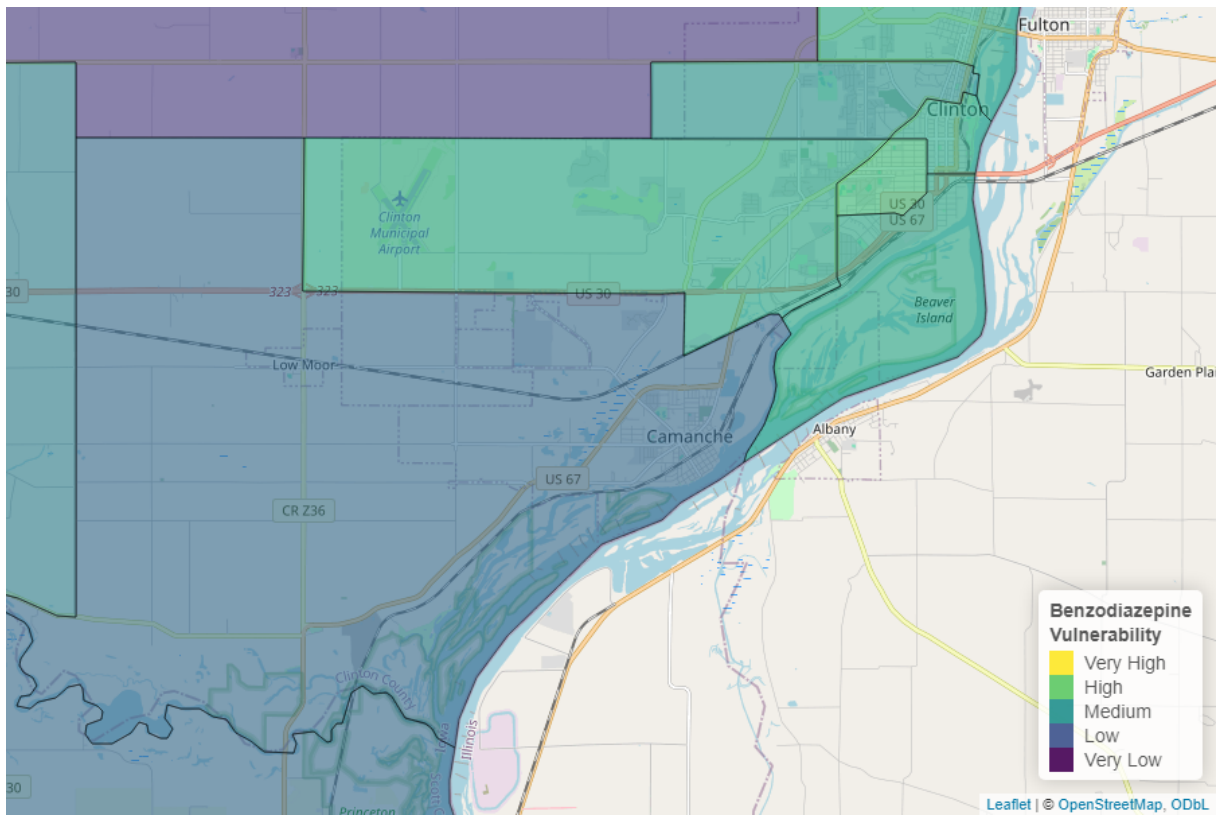 Fulton
Clinton
US 30
US 67
Clinton
Municipal
Airport
30
323
323
US 30
Beaver
Island
Low Moor
Garden Plai
Albany
Camanche
US 67
CR Z36
Clinton County
Iowa
Illinois
Scott C
30
Princeton
Benzodiazepine
Vulnerability
Very High
High
Medium
Low
Very Low
Leaflet | © OpenStreetMap, ODbL